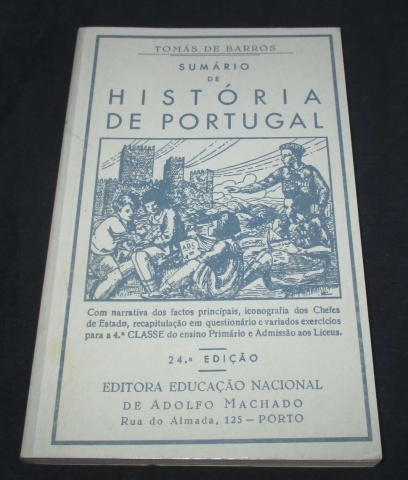 TOMÁS DE BARROS
SUMÁRIO
DE
HISTÓRIA
DE PORTUGAL
Com narrativa dos factos principais, iconografia dos Chefes
de Estado, recapitulação em questionário e variados exercícios
para a 4.ª CLASSE do ensino Primário e Admissão aos Liceus.
24.ª EDIÇÃO
EDITORA EDUCAÇÃO NACIONAL
DE ADOLFO MACHADO
Rua do Almada, 125 — PÔRTO